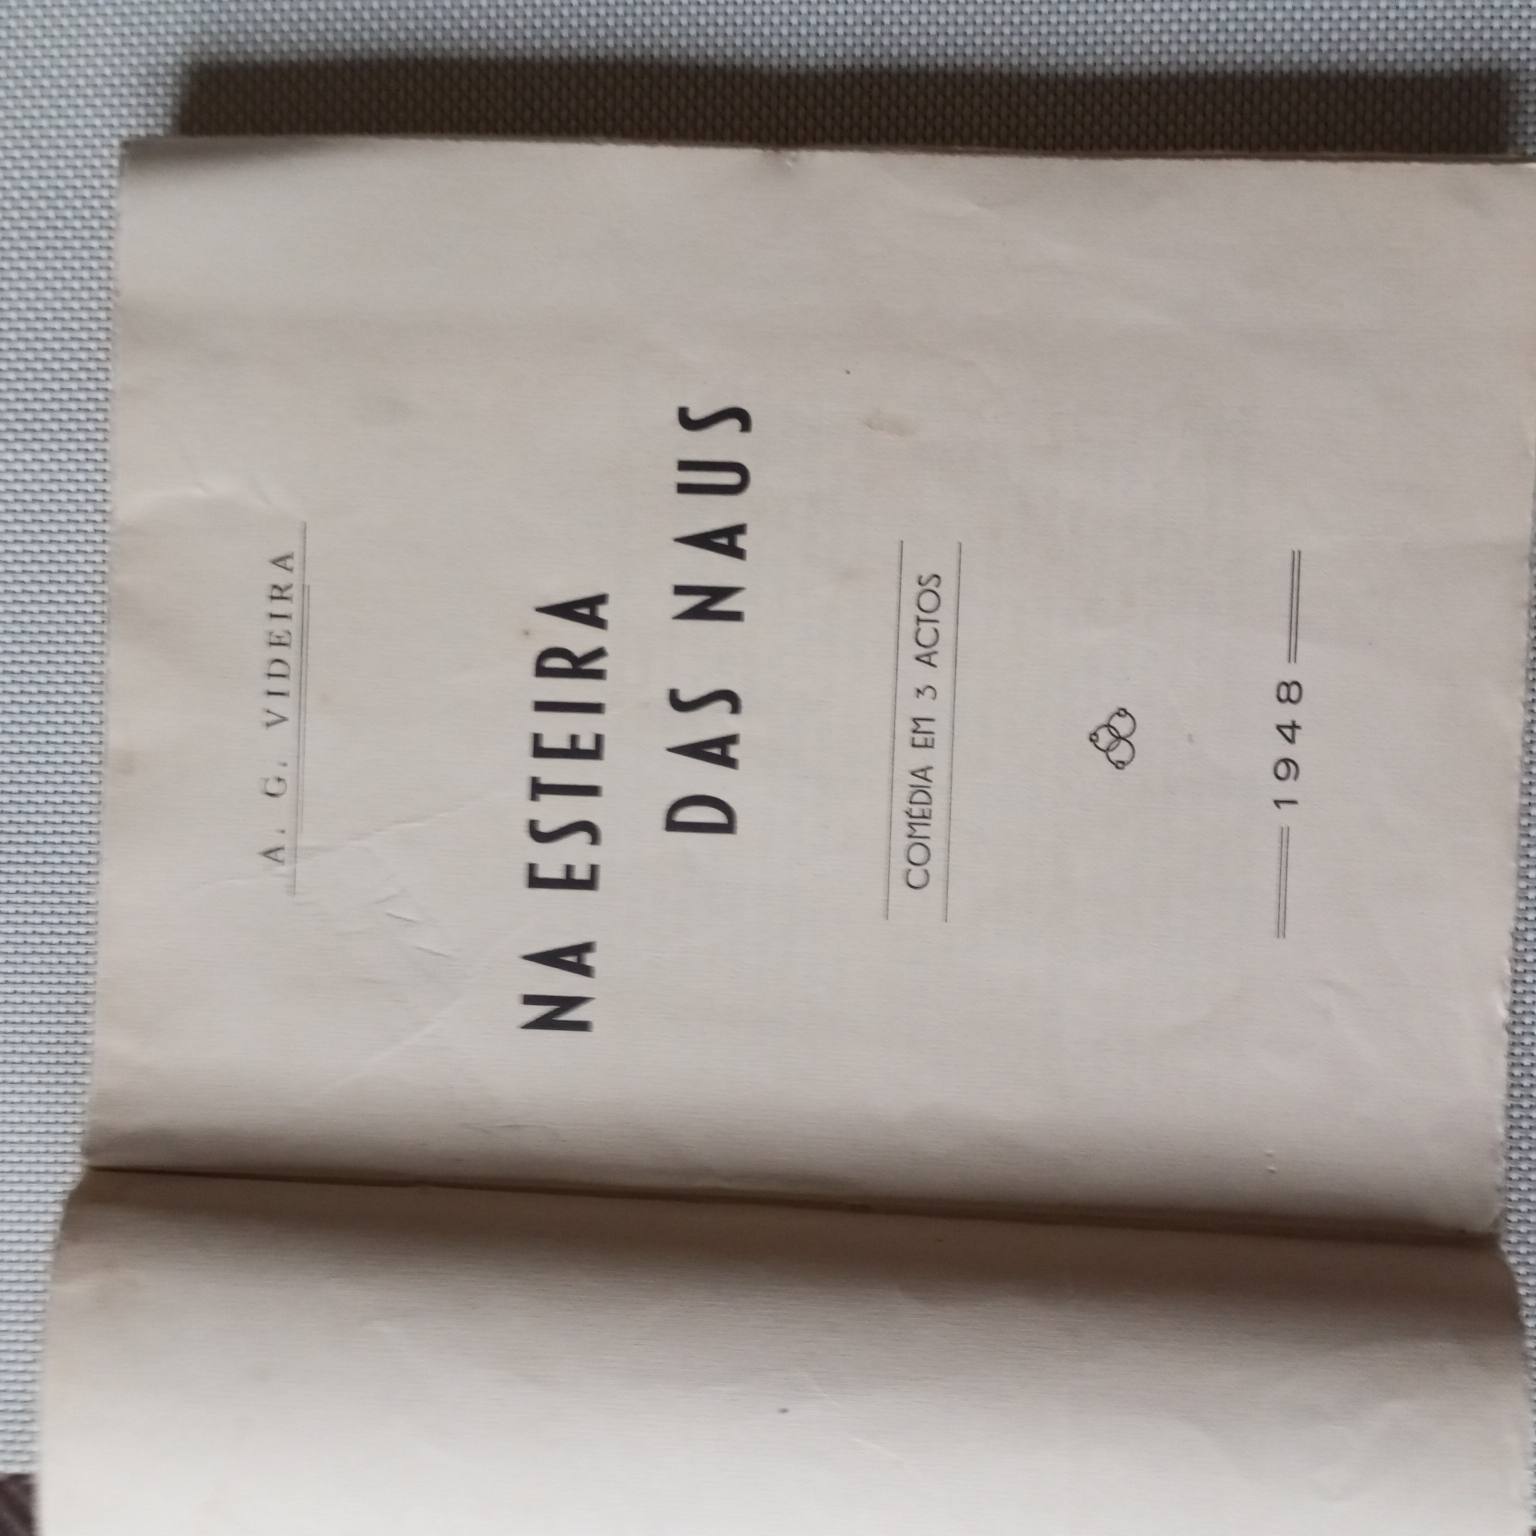 A. G. VIDEIRA
NA ESTEIRA
DAS NAUS
COMÉDIA EM 3 ACTOS
1948